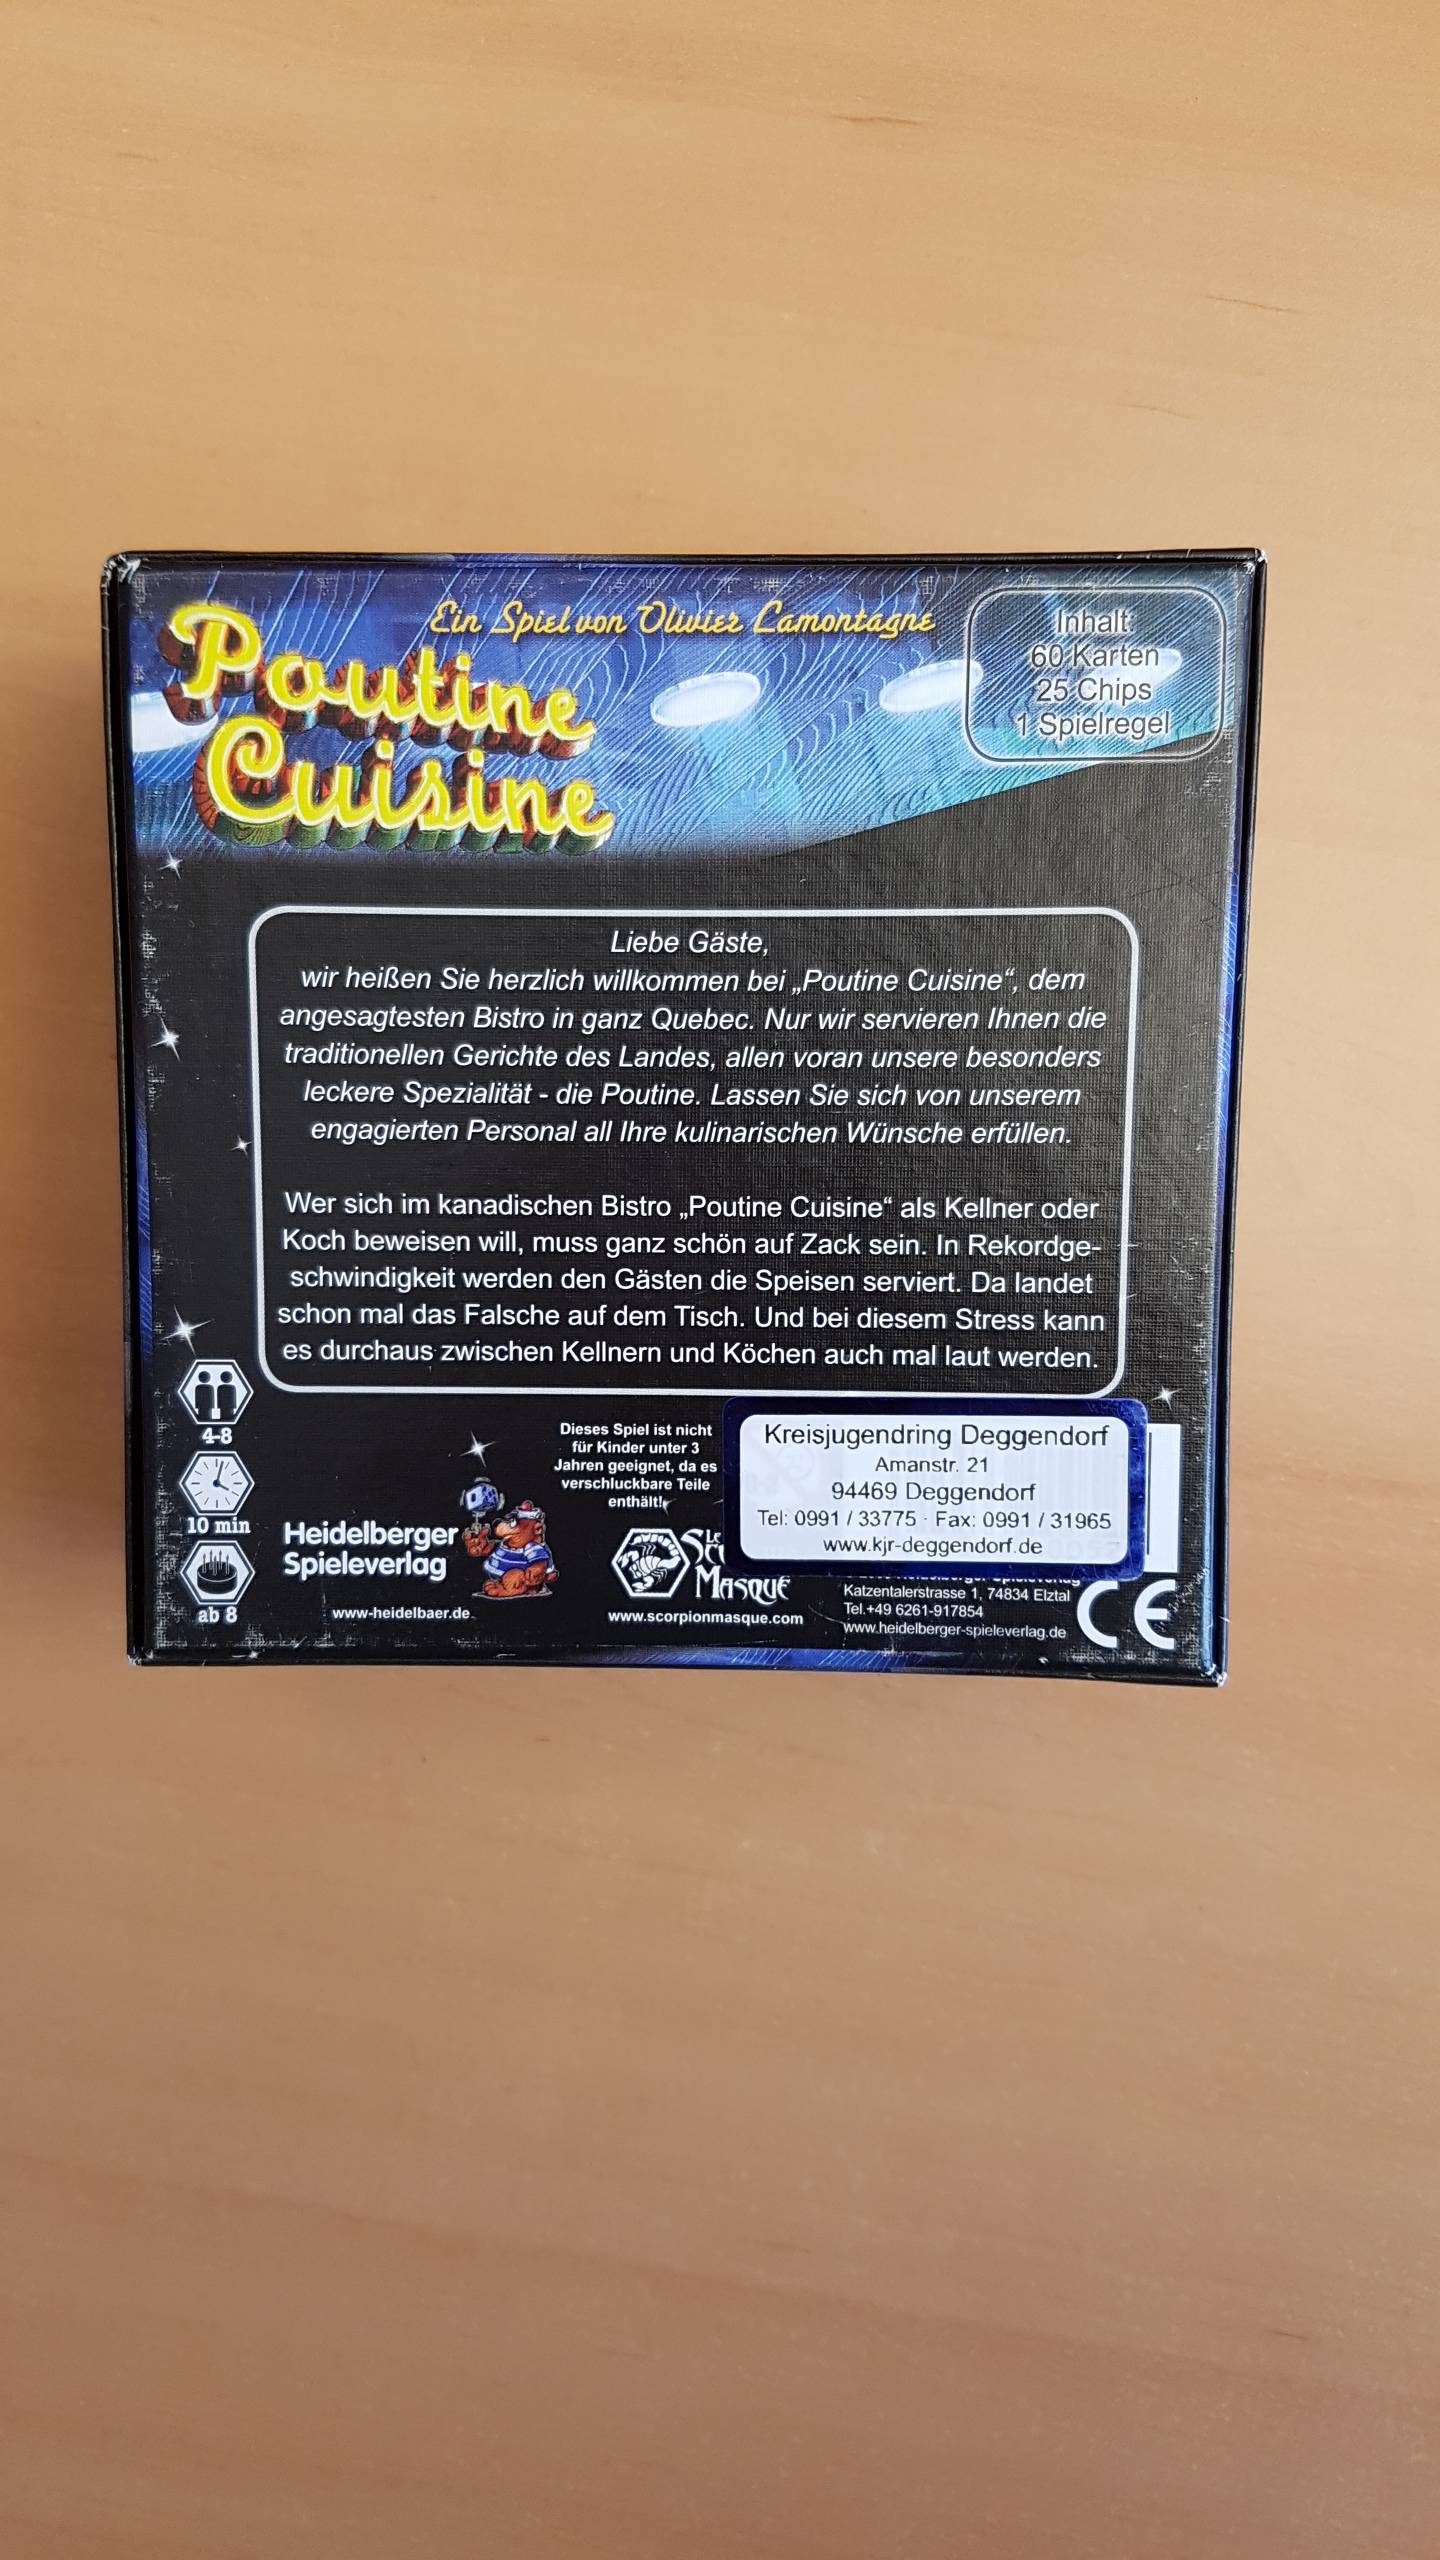 Ein Spiel von Olivier Lamontagne
Poutine
Cuisine
Inhalt:
60 Karten
25 Chips
1 Spielregel
Liebe Gäste,
wir heißen Sie herzlich willkommen bei „Poutine Cuisine“, dem
angesagtesten Bistro in ganz Quebec. Nur wir servieren Ihnen die
traditionellen Gerichte des Landes, allen voran unsere besonders
leckere Spezialität - die Poutine. Lassen Sie sich von unserem
engagierten Personal all Ihre kulinarischen Wünsche erfüllen.
Wer sich im kanadischen Bistro „Poutine Cuisine“ als Kellner oder
Koch beweisen will, muss ganz schön auf Zack sein. In Rekordge-
schwindigkeit werden den Gästen die Speisen serviert. Da landet
schon mal das Falsche auf dem Tisch. Und bei diesem Stress kann
es durchaus zwischen Kellnern und Köchen auch mal laut werden.
4-8
10 min
ab 8
Heidelberger
Spieleverlag
www-heidelbaer.de
Dieses Spiel ist nicht
für Kinder unter 3
Jahren geeignet, da es
verschluckbare Teile
enthält!
Le
Masqué
www.scorpionmasque.com
Kreisjugendring Deggendorf
Amanstr. 21
94469 Deggendorf
Tel: 0991 / 33775 · Fax: 0991 / 31965
www.kjr-deggendorf.de
Katzentalerstrasse 1, 74834 Elztal
Tel.+49 6261-917854
www.heidelberger-spieleverlag.de
CE